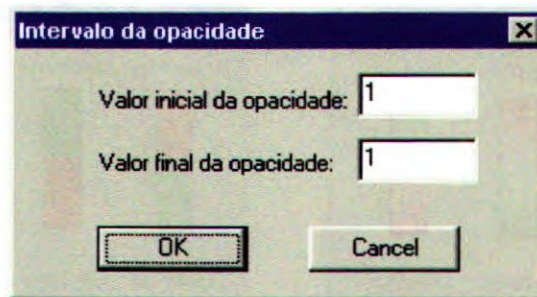 Intervalo da opacidade
Valor inicial da opacidade: 1
Valor final da opacidade: 1
OK Cancel